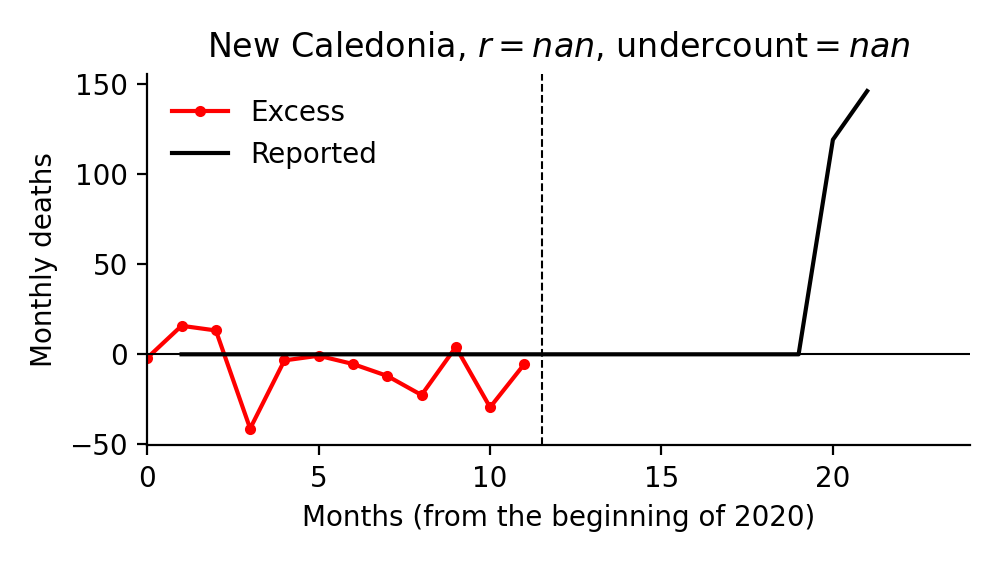 New Caledonia, r = nan, undercount = nan
150
100
50
0
−50
Monthly deaths
Excess
Reported
0 5 10 15 20
Months (from the beginning of 2020)